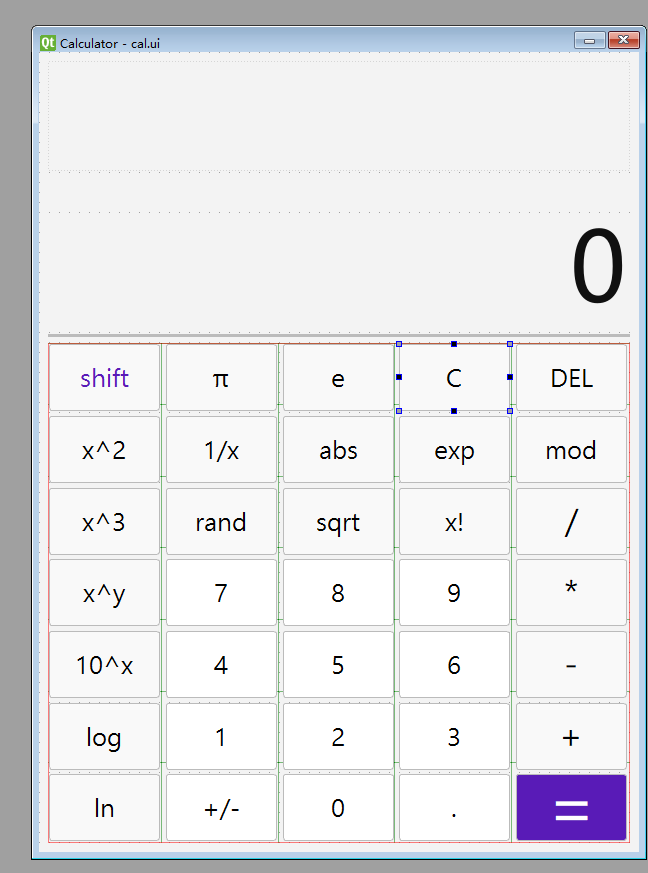 Qt Calculator - cal.ui
0
shift π e C DEL
x^2 1/x abs exp mod
x^3 rand sqrt x! /
x^y 7 8 9 *
10^x 4 5 6 -
log 1 2 3 +
ln +/- 0 . =